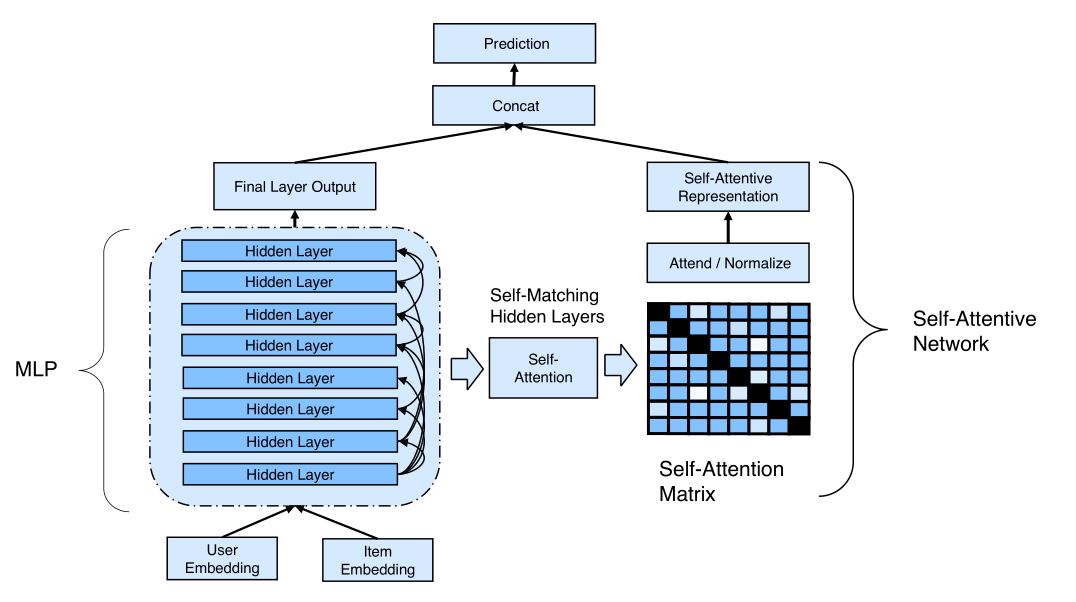 Prediction
Concat
Final Layer Output
Self-Attentive
Representation
Hidden Layer
Hidden Layer
Hidden Layer
Hidden Layer
Hidden Layer
Hidden Layer
Hidden Layer
Hidden Layer
MLP
User
Embedding
Item
Embedding
Self-Matching
Hidden Layers
Self-
Attention
Attend / Normalize
Self-Attention
Matrix
Self-Attentive
Network